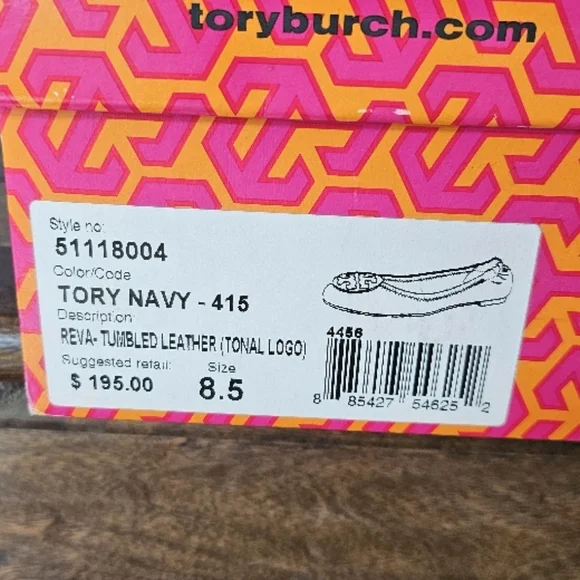 toryburch.com
Style no:
51118004
Color/Code
TORY NAVY - 415
Description
REVA- TUMBLED LEATHER (TONAL LOGO)
Suggested retail: Size
$ 195.00 8.5
4456
8 85427 54625 2